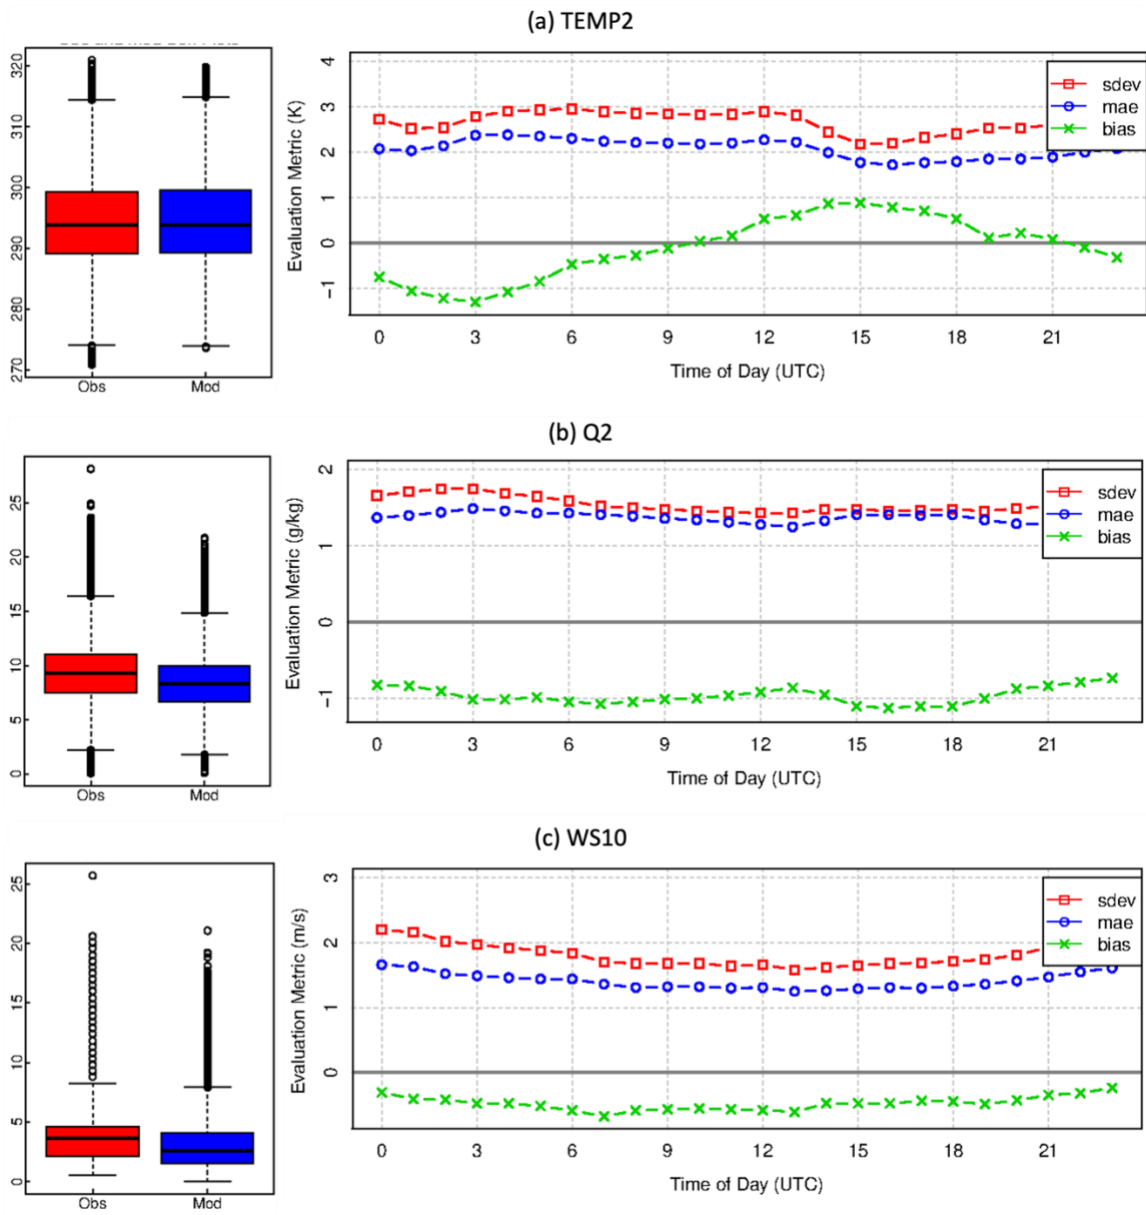 (a) TEMP2
320
310
300
290
280
270
Obs
Mod
Evaluation Metric (K)
4
3
2
1
0
−1
sdev
mae
bias
0 3 6 9 12 15 18 21
Time of Day (UTC)
(b) Q2
25
20
15
10
5
0
Obs
Mod
Evaluation Metric (g/kg)
2
1
0
−1
sdev
mae
bias
0 3 6 9 12 15 18 21
Time of Day (UTC)
(c) WS10
25
20
15
10
5
0
Obs
Mod
Evaluation Metric (m/s)
3
2
1
0
sdev
mae
bias
0 3 6 9 12 15 18 21
Time of Day (UTC)